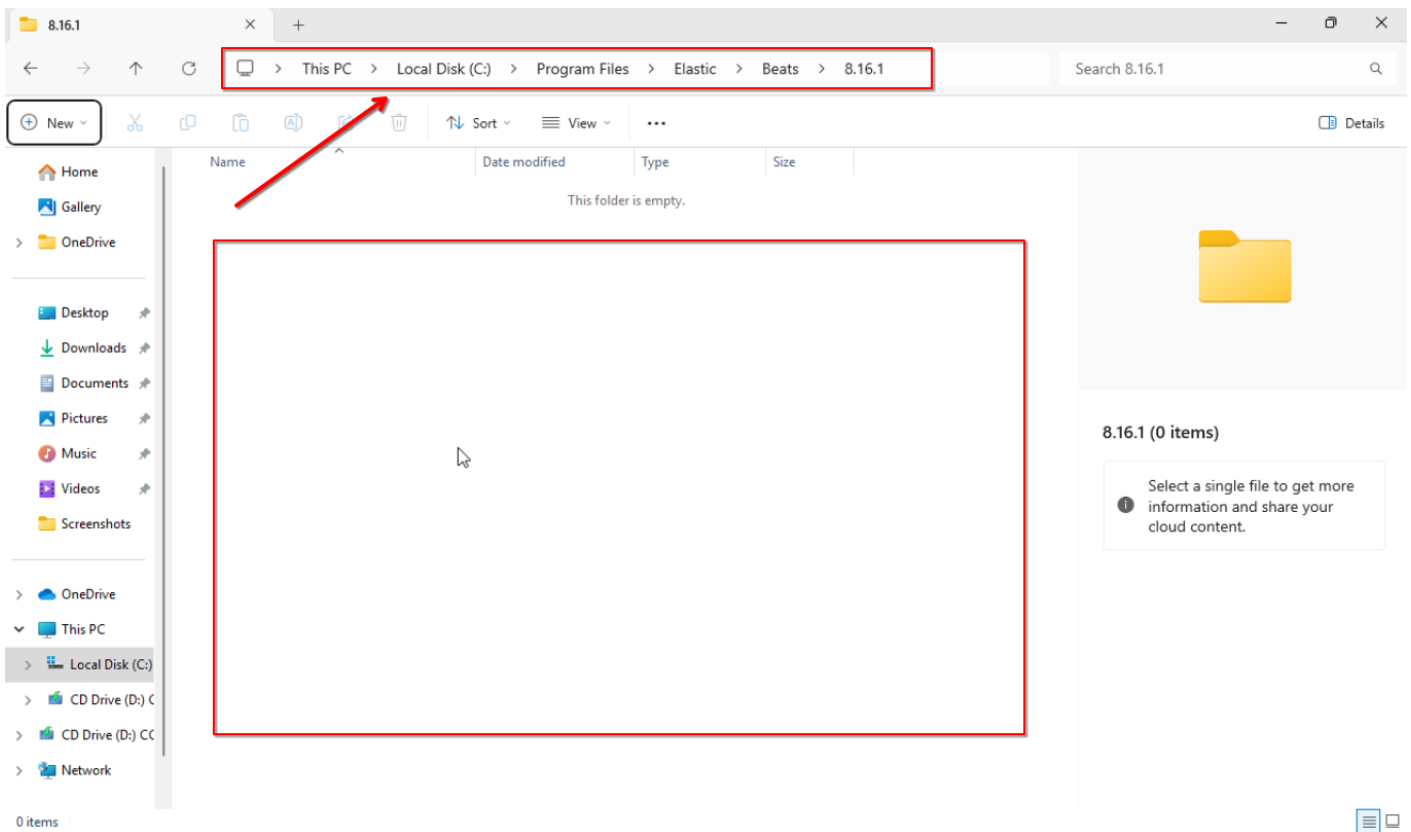 8.16.1
This PC > Local Disk (C:) > Program Files > Elastic > Beats > 8.16.1
Search 8.16.1
New
Sort
View
Details
Name
Date modified
Type
Size
This folder is empty.
Home
Gallery
OneDrive
Desktop
Downloads
Documents
Pictures
Music
Videos
Screenshots
OneDrive
This PC
Local Disk (C:)
CD Drive (D:) C
CD Drive (D:) CC
Network
8.16.1 (0 items)
Select a single file to get more
information and share your
cloud content.
0 items